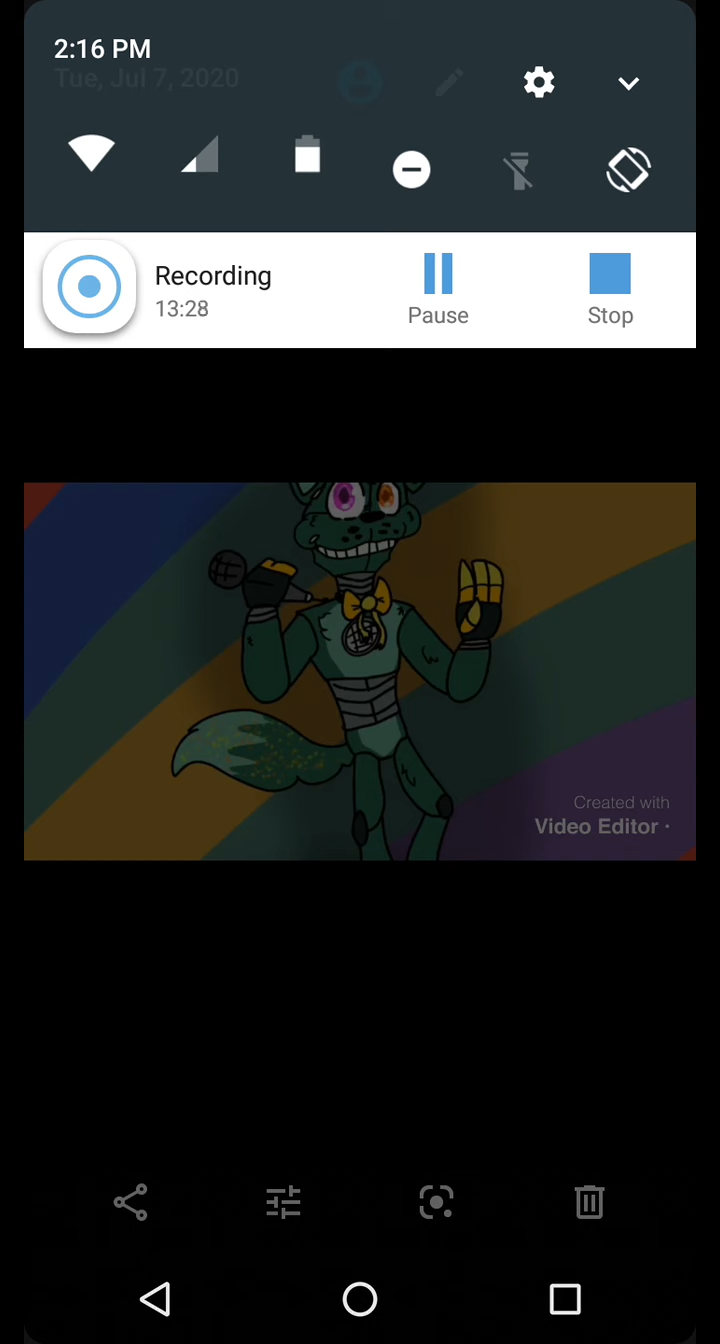 2:16 PM
Tue, Jul 7, 2020
Recording
13:28
Pause
Stop
Created with
Video Editor ·